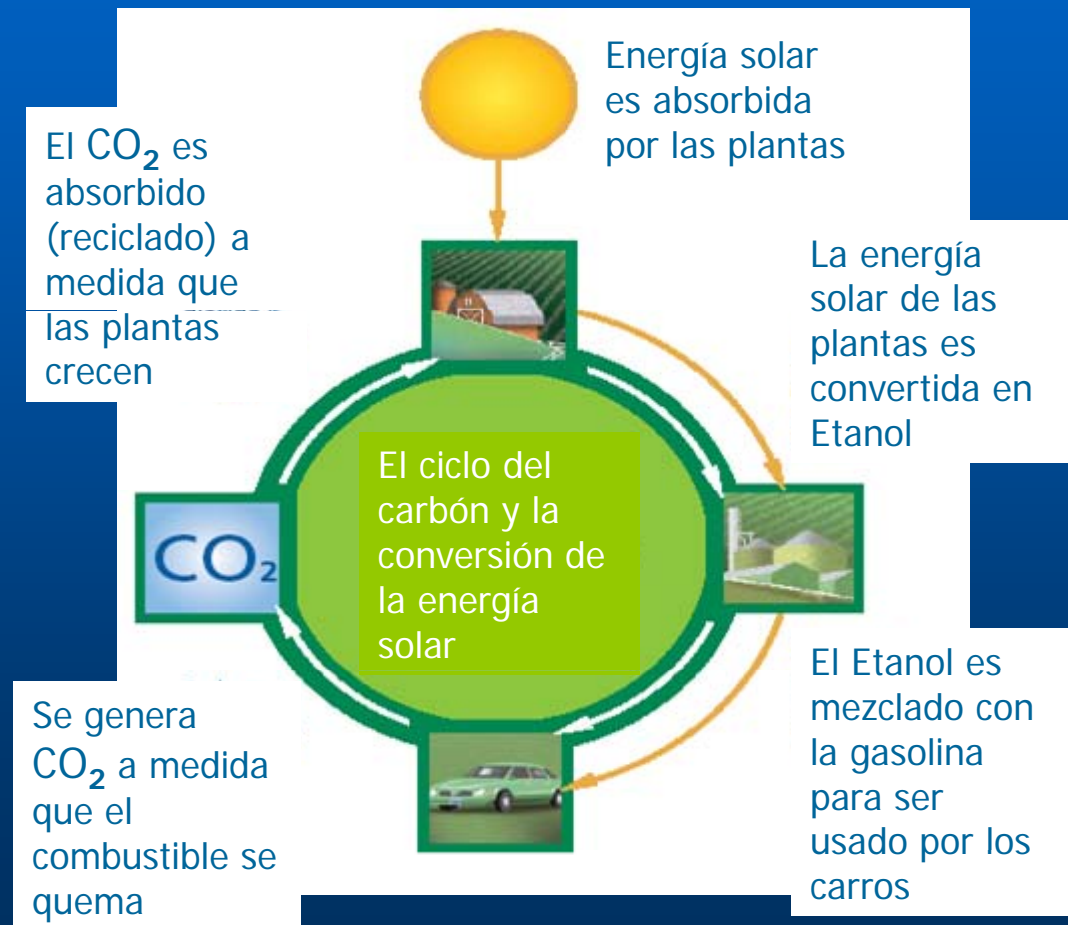 Energía solar
es absorbida
por las plantas
El CO₂ es
absorbido
(reciclado) a
medida que
las plantas
crecen
La energía
solar de las
plantas es
convertida en
Etanol
El ciclo del
carbón y la
conversión de
la energía
solar
CO₂
El Etanol es
mezclado con
la gasolina
para ser
usado por los
carros
Se genera
CO₂ a medida
que el
combustible se
quema